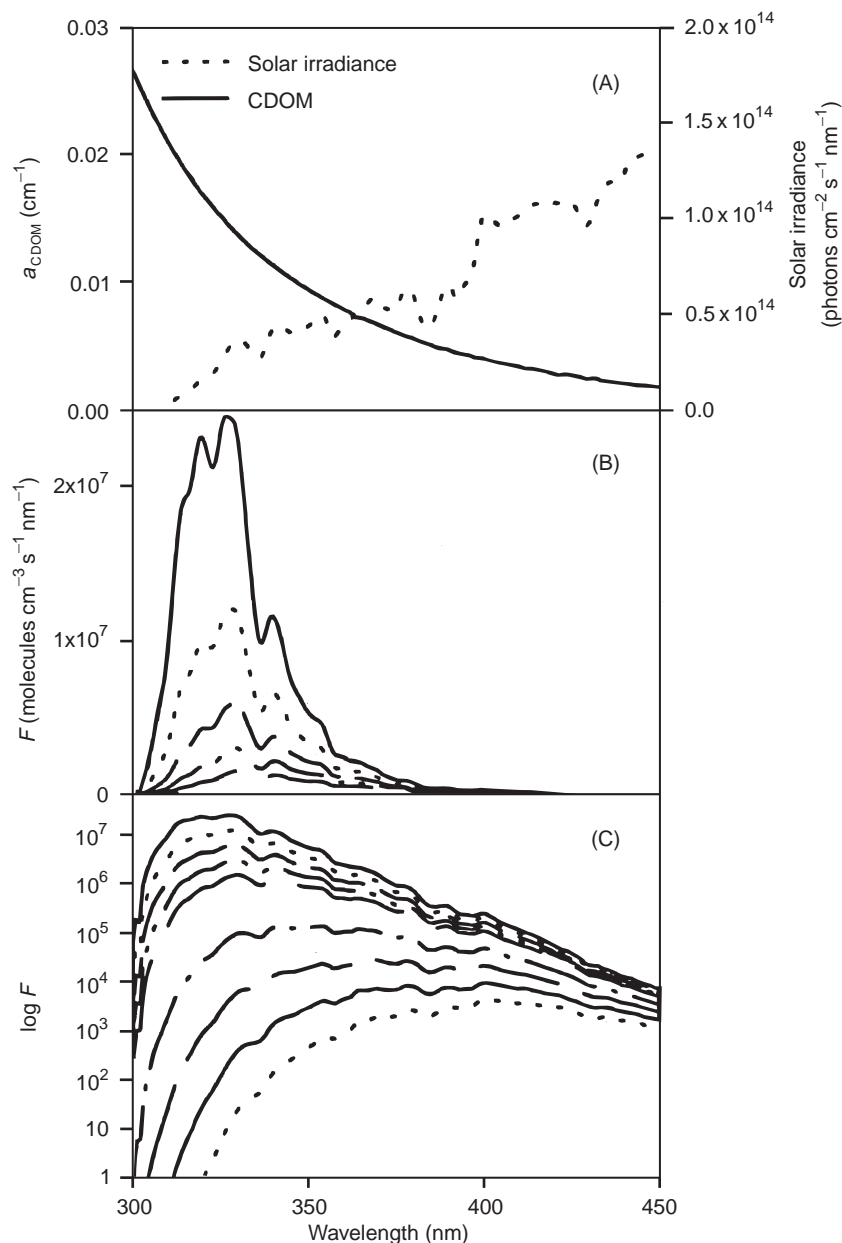 0.03
0.02
0.01
0.00
a_CDOM (cm⁻¹)
Solar irradiance
CDOM
(A)
2.0 x 10¹⁴
1.5 x 10¹⁴
1.0 x 10¹⁴
0.5 x 10¹⁴
0.0
Solar irradiance
(photons cm⁻² s⁻¹ nm⁻¹)
(B)
2x10⁷
1x10⁷
0
F (molecules cm⁻³ s⁻¹ nm⁻¹)
(C)
10⁷
10⁶
10⁵
10⁴
10³
10²
10
1
log F
300
350
400
450
Wavelength (nm)